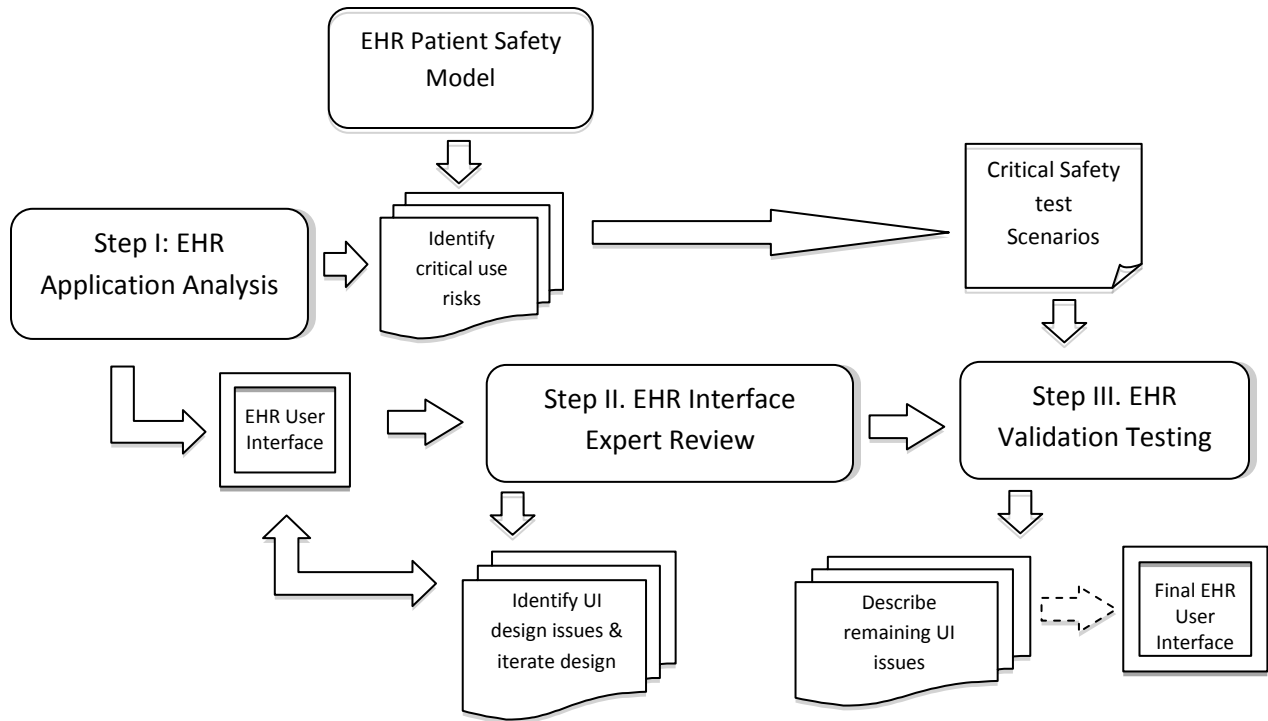 EHR Patient Safety
Model
Critical Safety
test
Scenarios
Step I: EHR
Application Analysis
Identify
critical use
risks
EHR User
Interface
Step II. EHR Interface
Expert Review
Step III. EHR
Validation Testing
Identify UI
design issues &
iterate design
Describe
remaining UI
issues
Final EHR
User
Interface